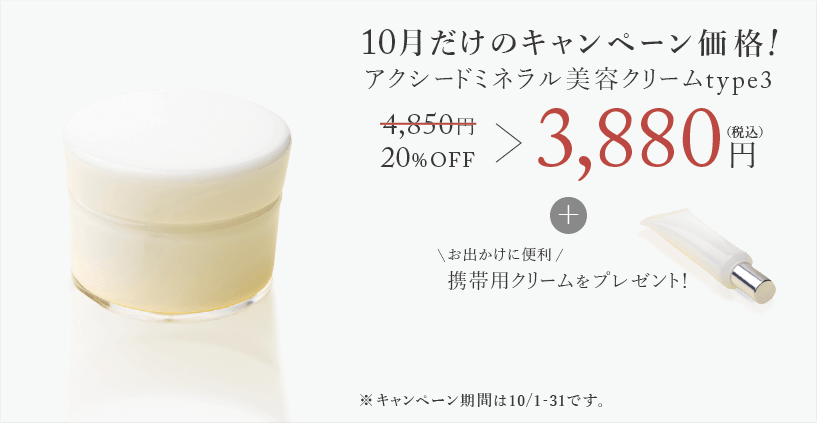 10月だけのキャンペーン価格!
アクシードミネラル美容クリームtype3
4,850円
20%OFF
＞
3,880円(税込)
＋
\お出かけに便利/
携帯用クリームをプレゼント!
※キャンペーン期間は10/1-31です。